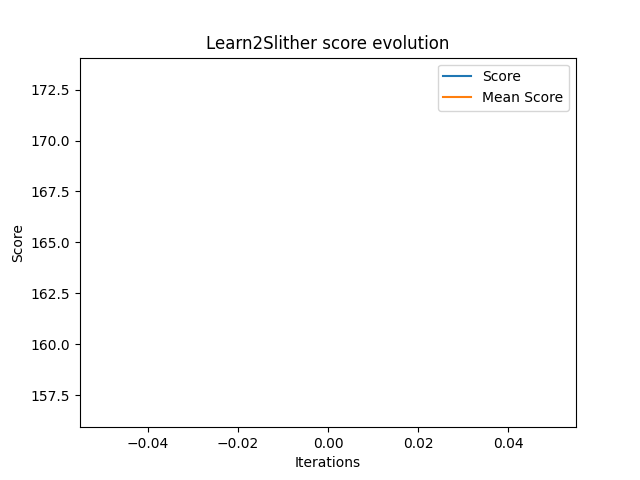 Learn2Slither score evolution
Score
Mean Score
172.5
170.0
167.5
165.0
162.5
160.0
157.5
Score
−0.04
−0.02
0.00
0.02
0.04
Iterations